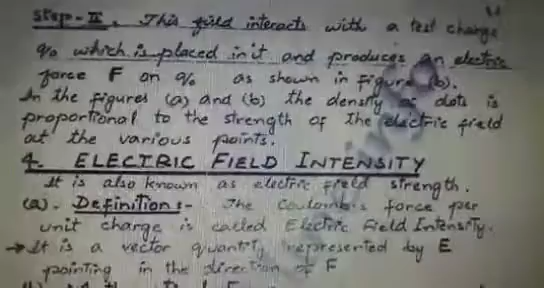 Step-II. This field interacts with a test charge
q₀ which is placed in it and produces an electric
force F on q₀ as shown in figure (b).
In the figures (a) and (b) the density of dots is
proportional to the strength of the electric field
at the various points.
4. ELECTRIC FIELD INTENSITY
It is also known as electric field strength.
(a). Definition:- The Coulomb's force per
unit charge is called Electric Field Intensity.
→ It is a vector quantity represented by E
pointing in the direction of F